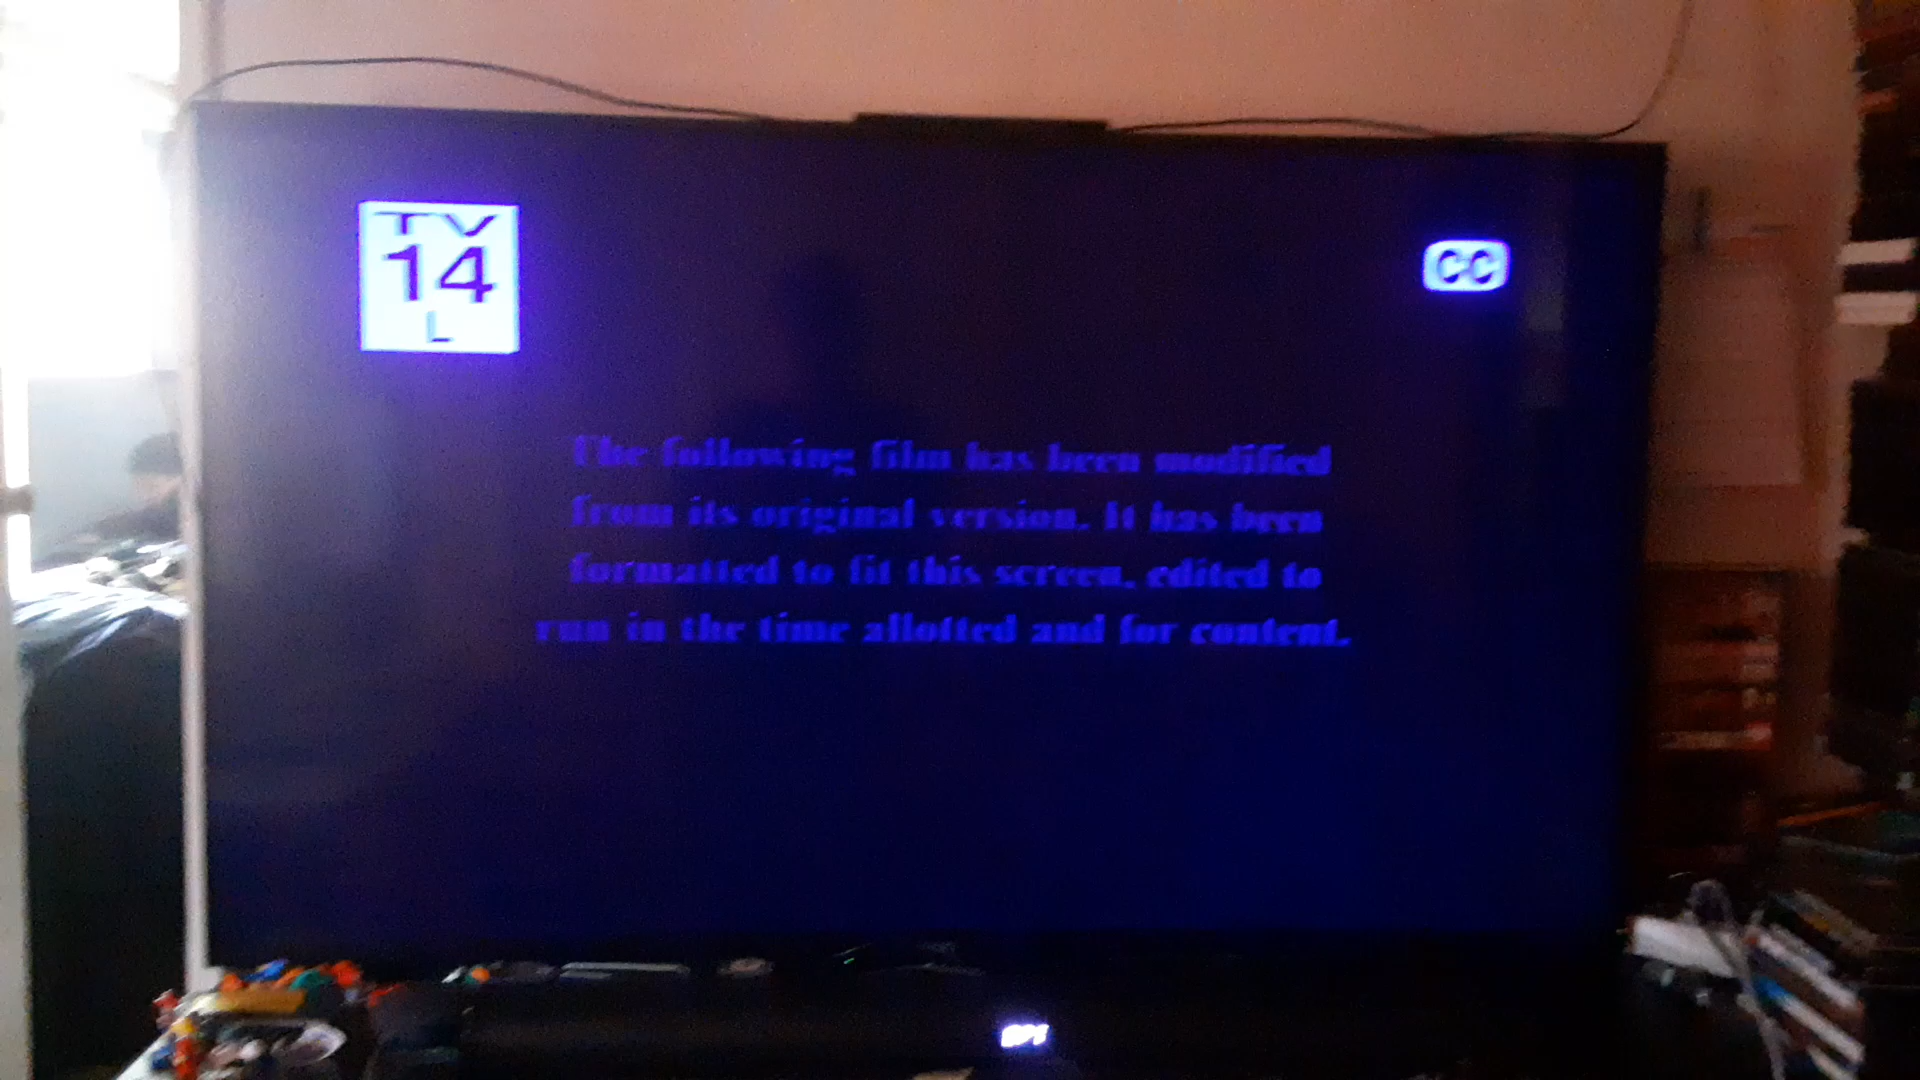 TV
14
L
CC
The following film has been modified
from its original version. It has been
formatted to fit this screen, edited to
run in the time allotted and for content.